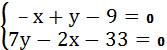 –x + y – 9 = 0
7y – 2x – 33 = 0